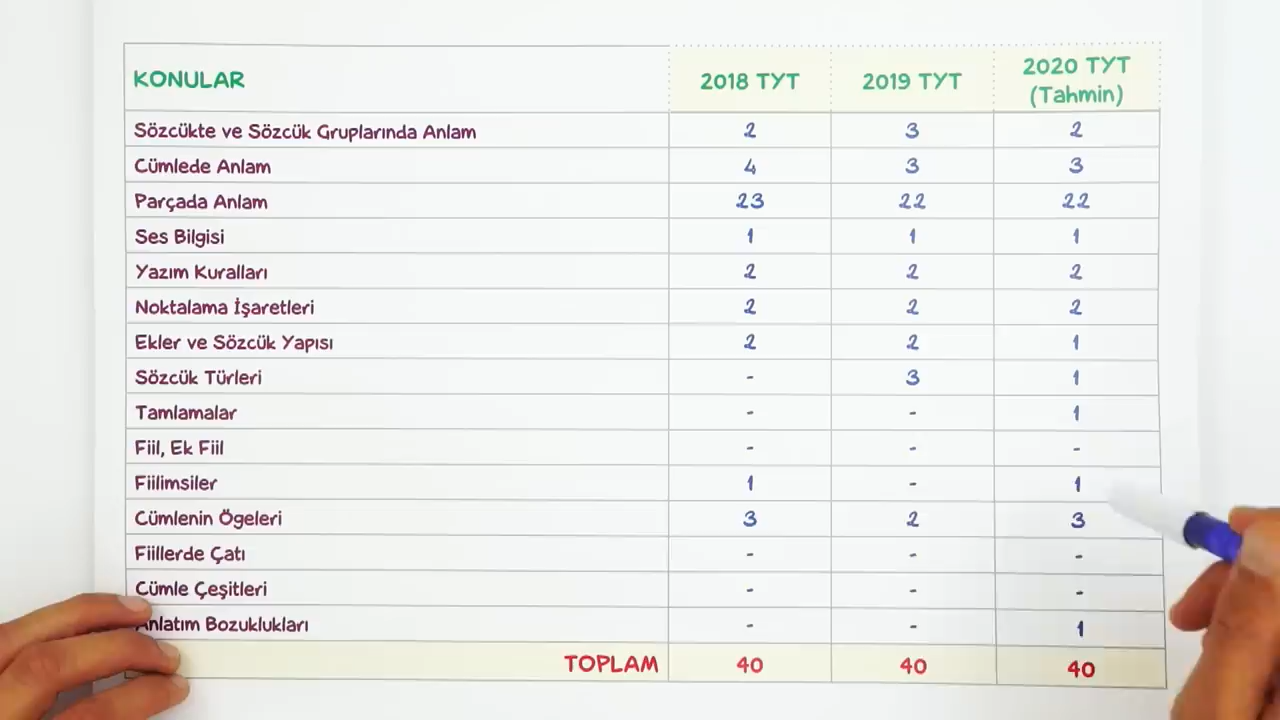 KONULAR 2018 TYT 2019 TYT 2020 TYT (Tahmin)
Sözcükte ve Sözcük Gruplarında Anlam 2 3 2
Cümlede Anlam 4 3 3
Parçada Anlam 23 22 22
Ses Bilgisi 1 1 1
Yazım Kuralları 2 2 2
Noktalama İşaretleri 2 2 2
Ekler ve Sözcük Yapısı 2 2 1
Sözcük Türleri - 3 1
Tamlamalar - - 1
Fiil, Ek Fiil - - -
Fiilimsiler 1 - 1
Cümlenin Ögeleri 3 2 3
Fiillerde Çatı - - -
Cümle Çeşitleri - - -
Anlatım Bozuklukları - - 1
TOPLAM 40 40 40